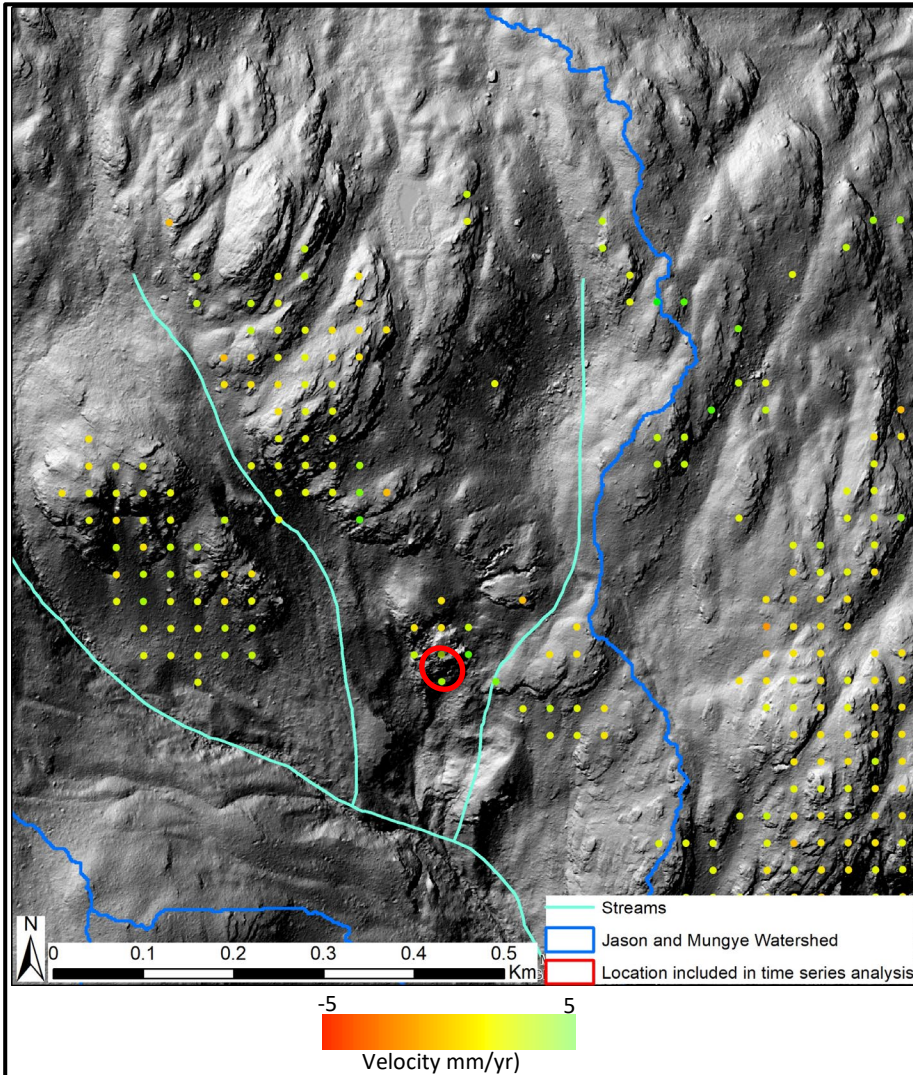 Streams
Jason and Mungye Watershed
Location included in time series analysis
N
0 0.1 0.2 0.3 0.4 0.5
Km
-5 5
Velocity mm/yr)